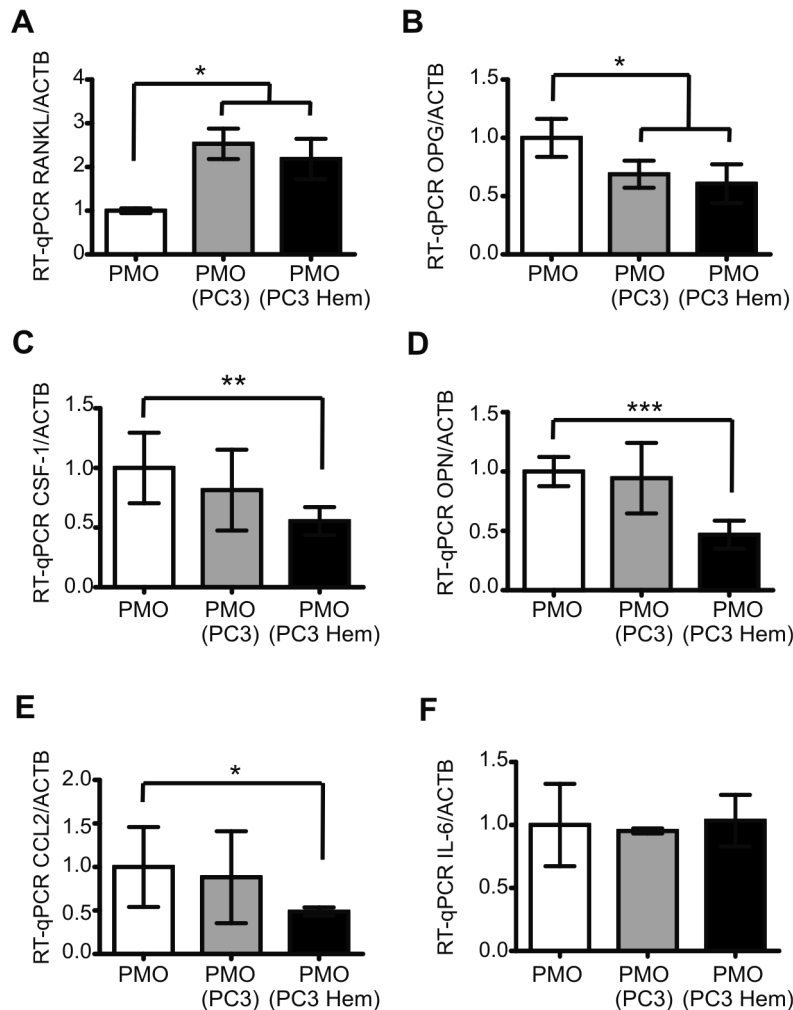 A
RT-qPCR RANKL/ACTB
4
3
2
1
0
*
PMO
PMO
(PC3)
PMO
(PC3 Hem)
B
RT-qPCR OPG/ACTB
1.5
1.0
0.5
0.0
*
PMO
PMO
(PC3)
PMO
(PC3 Hem)
C
RT-qPCR CSF-1/ACTB
1.5
1.0
0.5
0.0
**
PMO
PMO
(PC3)
PMO
(PC3 Hem)
D
RT-qPCR OPN/ACTB
1.5
1.0
0.5
0.0
***
PMO
PMO
(PC3)
PMO
(PC3 Hem)
E
RT-qPCR CCL2/ACTB
2.0
1.5
1.0
0.5
0.0
*
PMO
PMO
(PC3)
PMO
(PC3 Hem)
F
RT-qPCR IL-6/ACTB
1.5
1.0
0.5
0.0
PMO
PMO
(PC3)
PMO
(PC3 Hem)